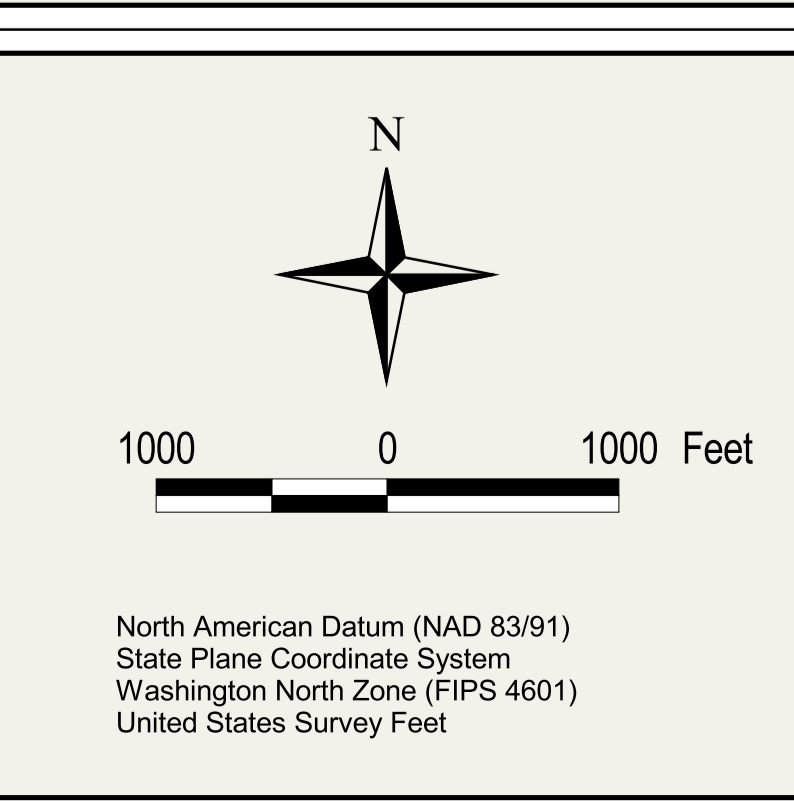 N
1000 0 1000 Feet
North American Datum (NAD 83/91)
State Plane Coordinate System
Washington North Zone (FIPS 4601)
United States Survey Feet